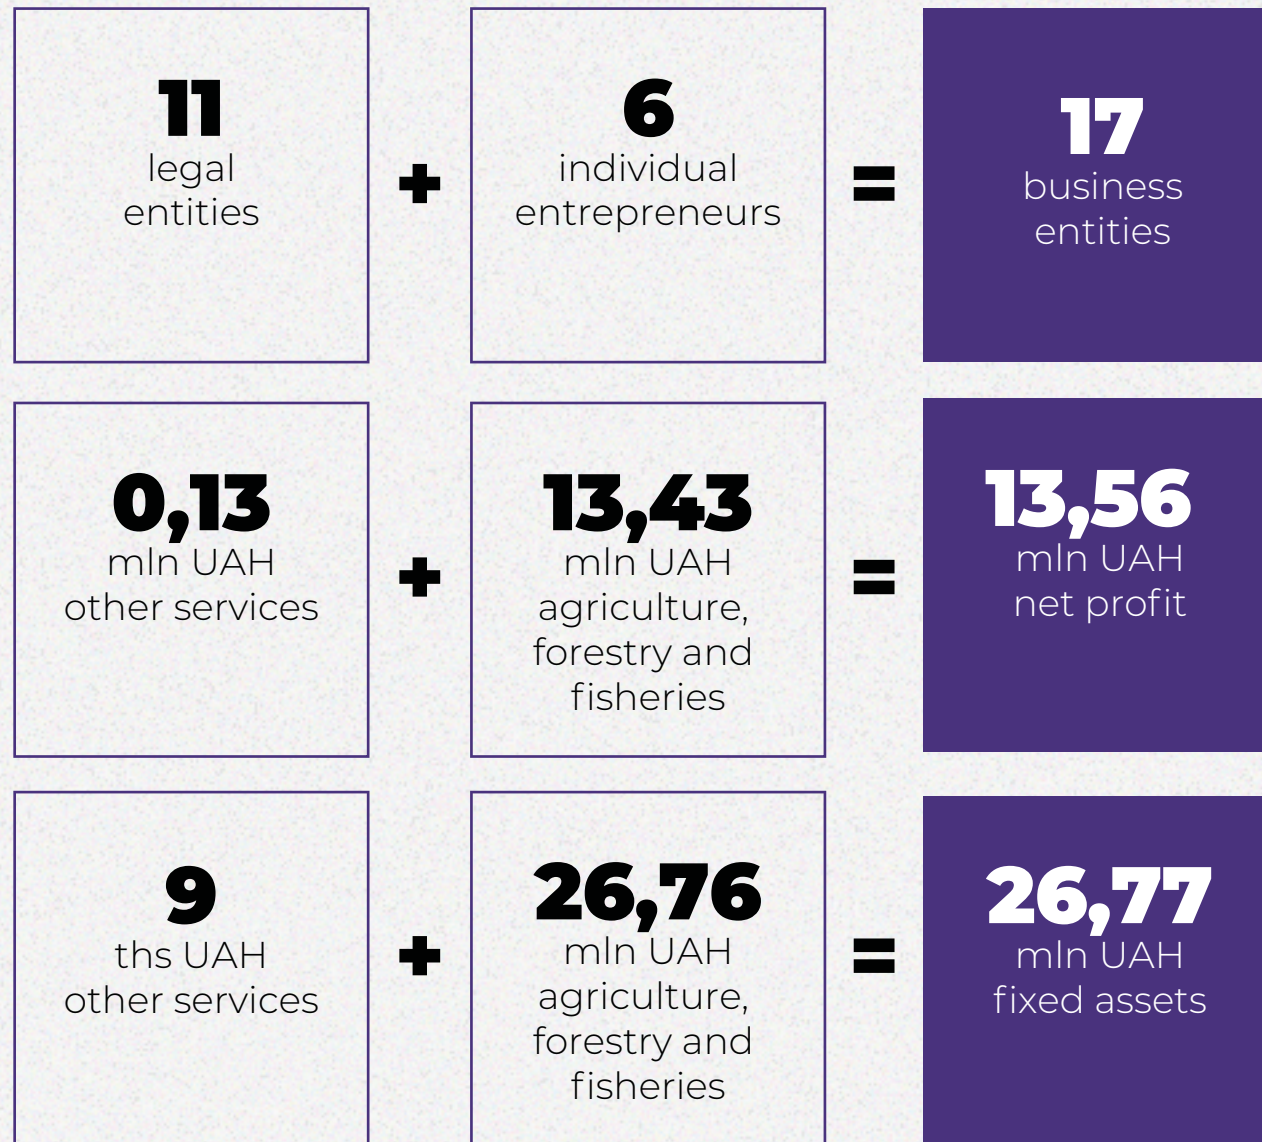 11
legal
entities
+
6
individual
entrepreneurs
=
17
business
entities
0,13
mln UAH
other services
+
13,43
mln UAH
agriculture,
forestry and
fisheries
=
13,56
mln UAH
net profit
9
ths UAH
other services
+
26,76
mln UAH
agriculture,
forestry and
fisheries
=
26,77
mln UAH
fixed assets